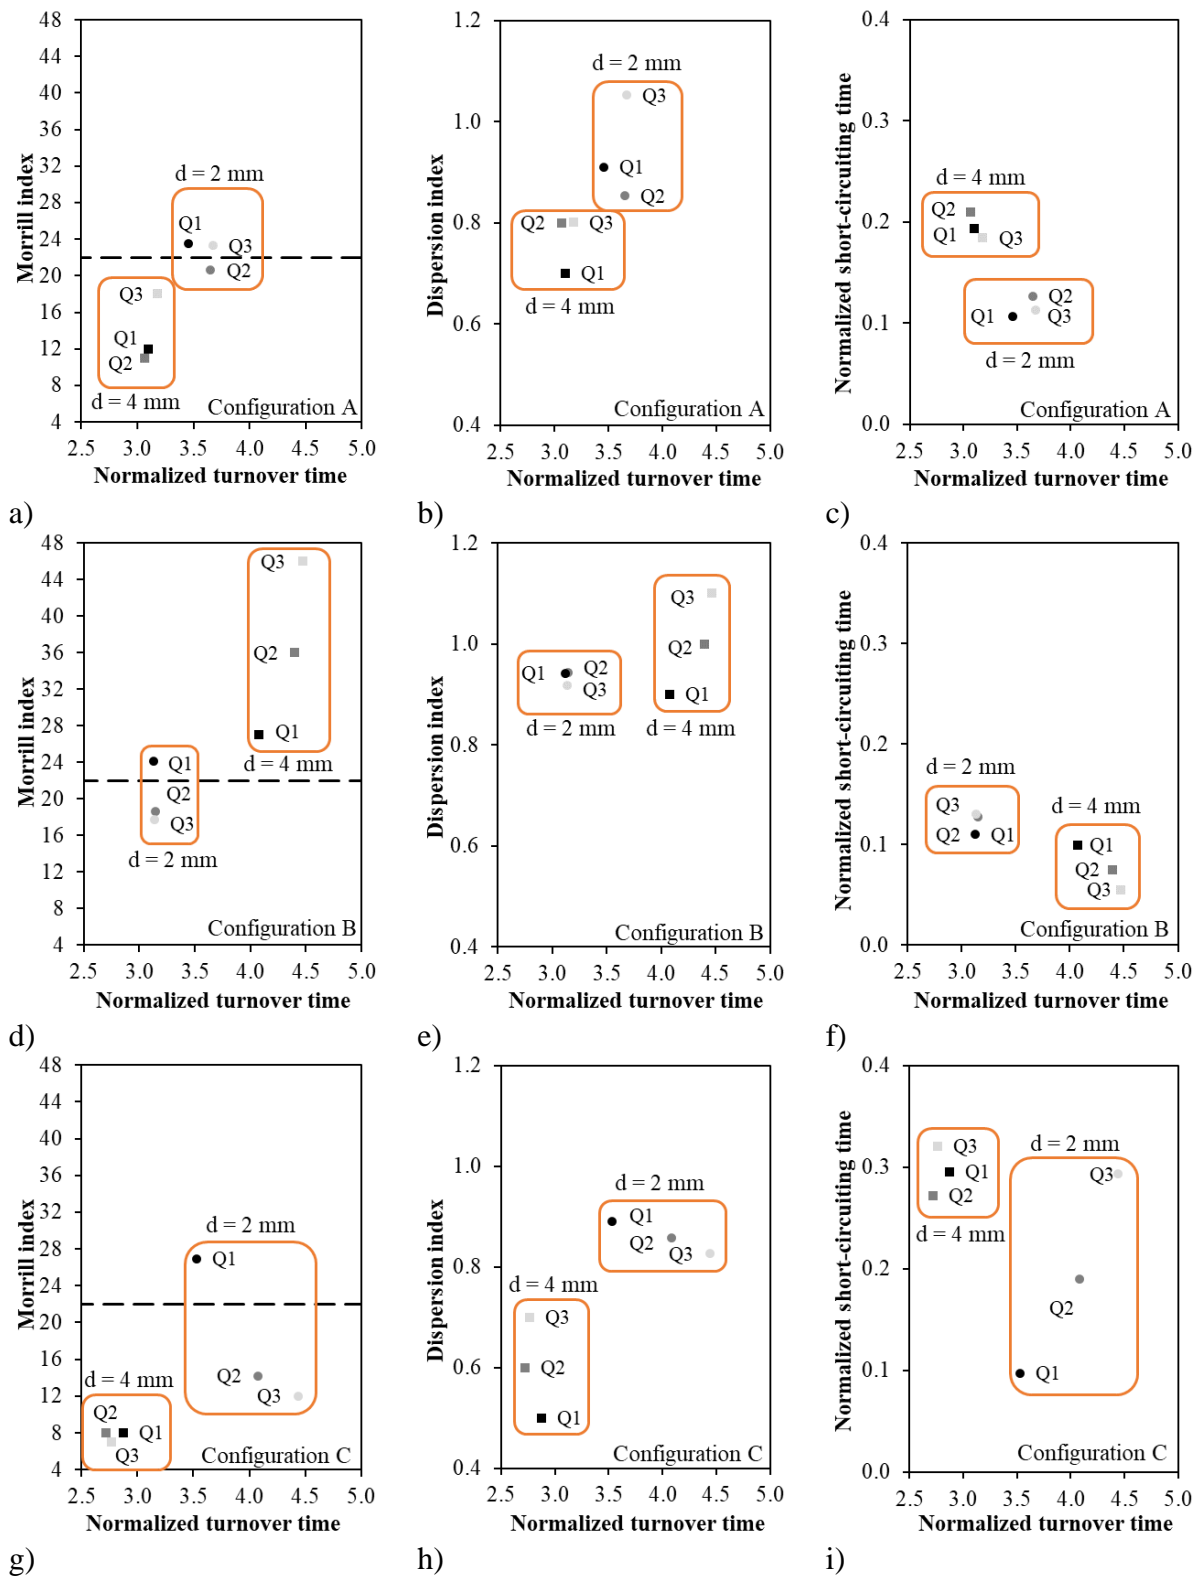 Morrill index
48
44
40
36
32
28
24
20
16
12
8
4
d = 2 mm
Q1
Q3
Q2
Q3
Q1
Q2
d = 4 mm
Configuration A
2.5 3.0 3.5 4.0 4.5 5.0
Normalized turnover time
a)
Dispersion index
1.2
1.0
0.8
0.6
0.4
d = 2 mm
Q3
Q1
Q2
Q2
Q3
Q1
d = 4 mm
Configuration A
2.5 3.0 3.5 4.0 4.5 5.0
Normalized turnover time
b)
Normalized short-circuiting time
0.4
0.3
0.2
0.1
0.0
d = 4 mm
Q2
Q1
Q3
Q2
Q1
Q3
d = 2 mm
Configuration A
2.5 3.0 3.5 4.0 4.5 5.0
Normalized turnover time
c)
Morrill index
48
44
40
36
32
28
24
20
16
12
8
4
Q3
Q2
Q1
d = 4 mm
Q1
Q2
Q3
d = 2 mm
Configuration B
2.5 3.0 3.5 4.0 4.5 5.0
Normalized turnover time
d)
Dispersion index
1.2
1.0
0.8
0.6
0.4
Q3
Q2
Q1
Q1
Q2
Q3
d = 2 mm
d = 4 mm
Configuration B
2.5 3.0 3.5 4.0 4.5 5.0
Normalized turnover time
e)
Normalized short-circuiting time
0.4
0.3
0.2
0.1
0.0
d = 2 mm
Q3
Q2
Q1
d = 4 mm
Q1
Q2
Q3
Configuration B
2.5 3.0 3.5 4.0 4.5 5.0
Normalized turnover time
f)
Morrill index
48
44
40
36
32
28
24
20
16
12
8
4
d = 2 mm
Q1
Q2
Q3
d = 4 mm
Q2
Q1
Q3
Configuration C
2.5 3.0 3.5 4.0 4.5 5.0
Normalized turnover time
g)
Dispersion index
1.2
1.0
0.8
0.6
0.4
d = 2 mm
Q1
Q2
Q3
d = 4 mm
Q3
Q2
Q1
Configuration C
2.5 3.0 3.5 4.0 4.5 5.0
Normalized turnover time
h)
Normalized short-circuiting time
0.4
0.3
0.2
0.1
0.0
d = 2 mm
Q3
Q1
Q2
d = 4 mm
Q3
Q2
Q1
Configuration C
2.5 3.0 3.5 4.0 4.5 5.0
Normalized turnover time
i)